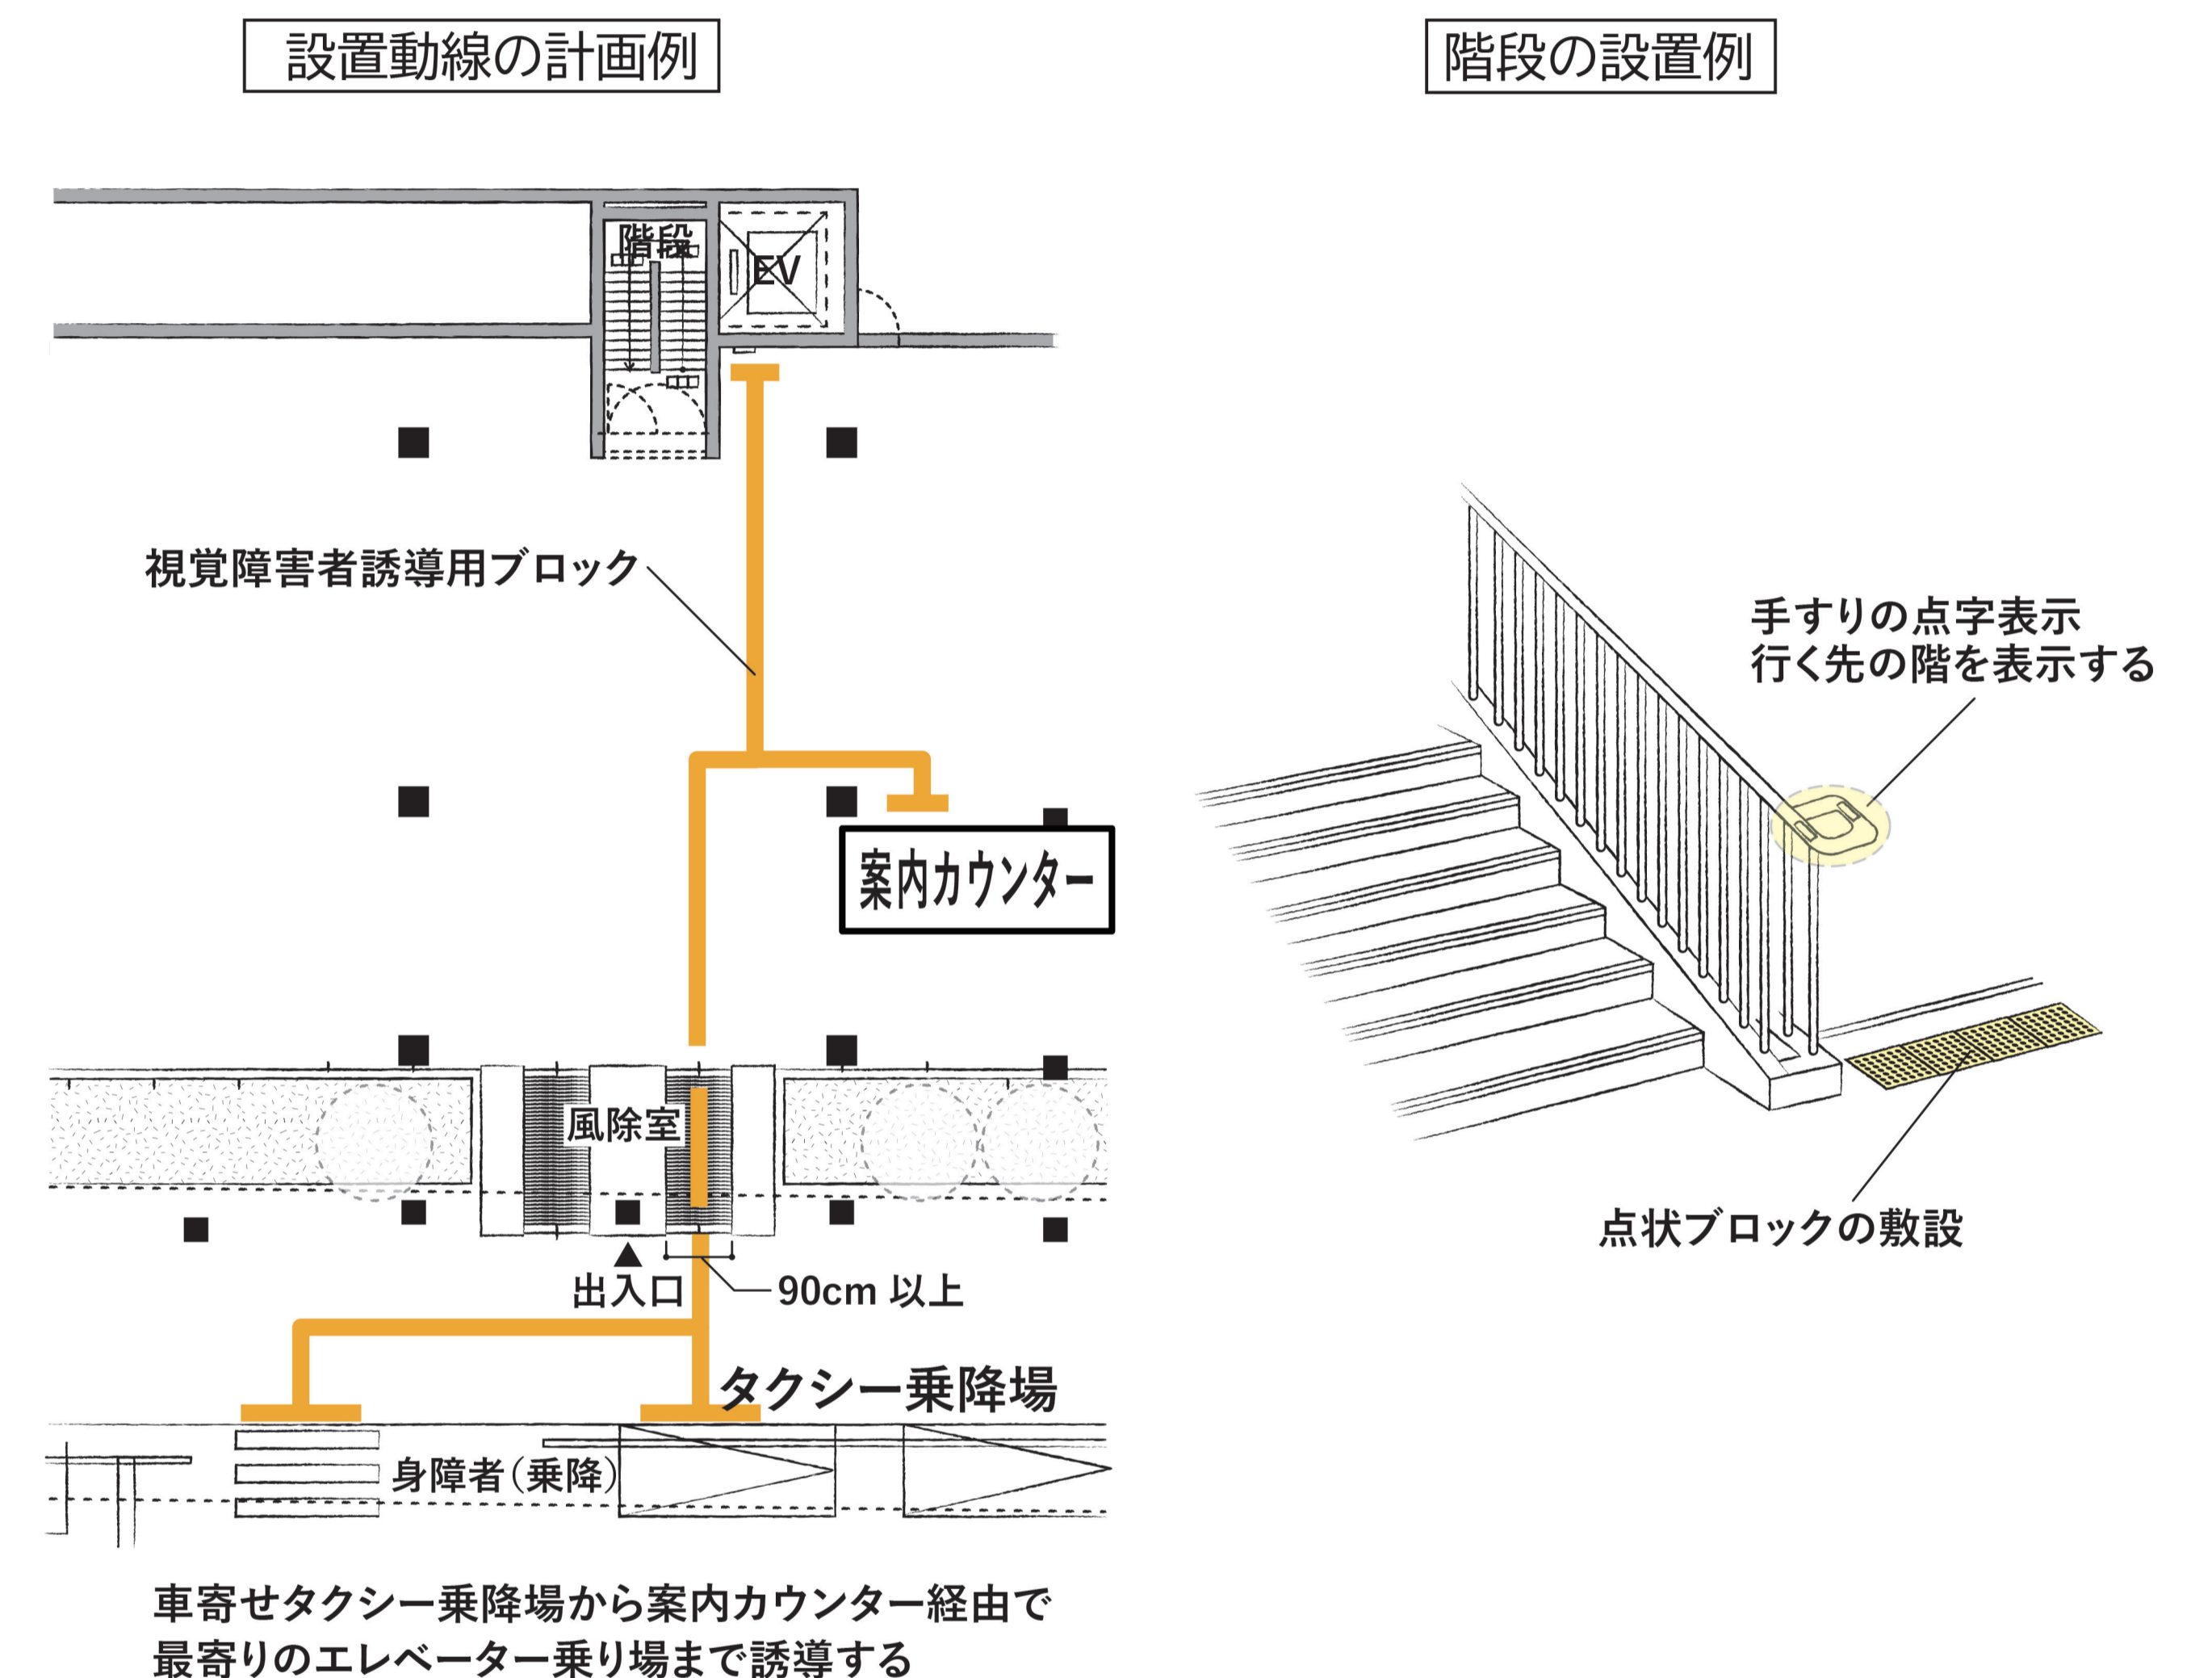 設置動線の計画例
階段の設置例
階段
EV
視覚障害者誘導用ブロック
案内カウンター
風除室
出入口
90cm 以上
タクシー乗降場
身障者(乗降)
車寄せタクシー乗降場から案内カウンター経由で
最寄りのエレベーター乗り場まで誘導する
手すりの点字表示
行く先の階を表示する
点状ブロックの敷設